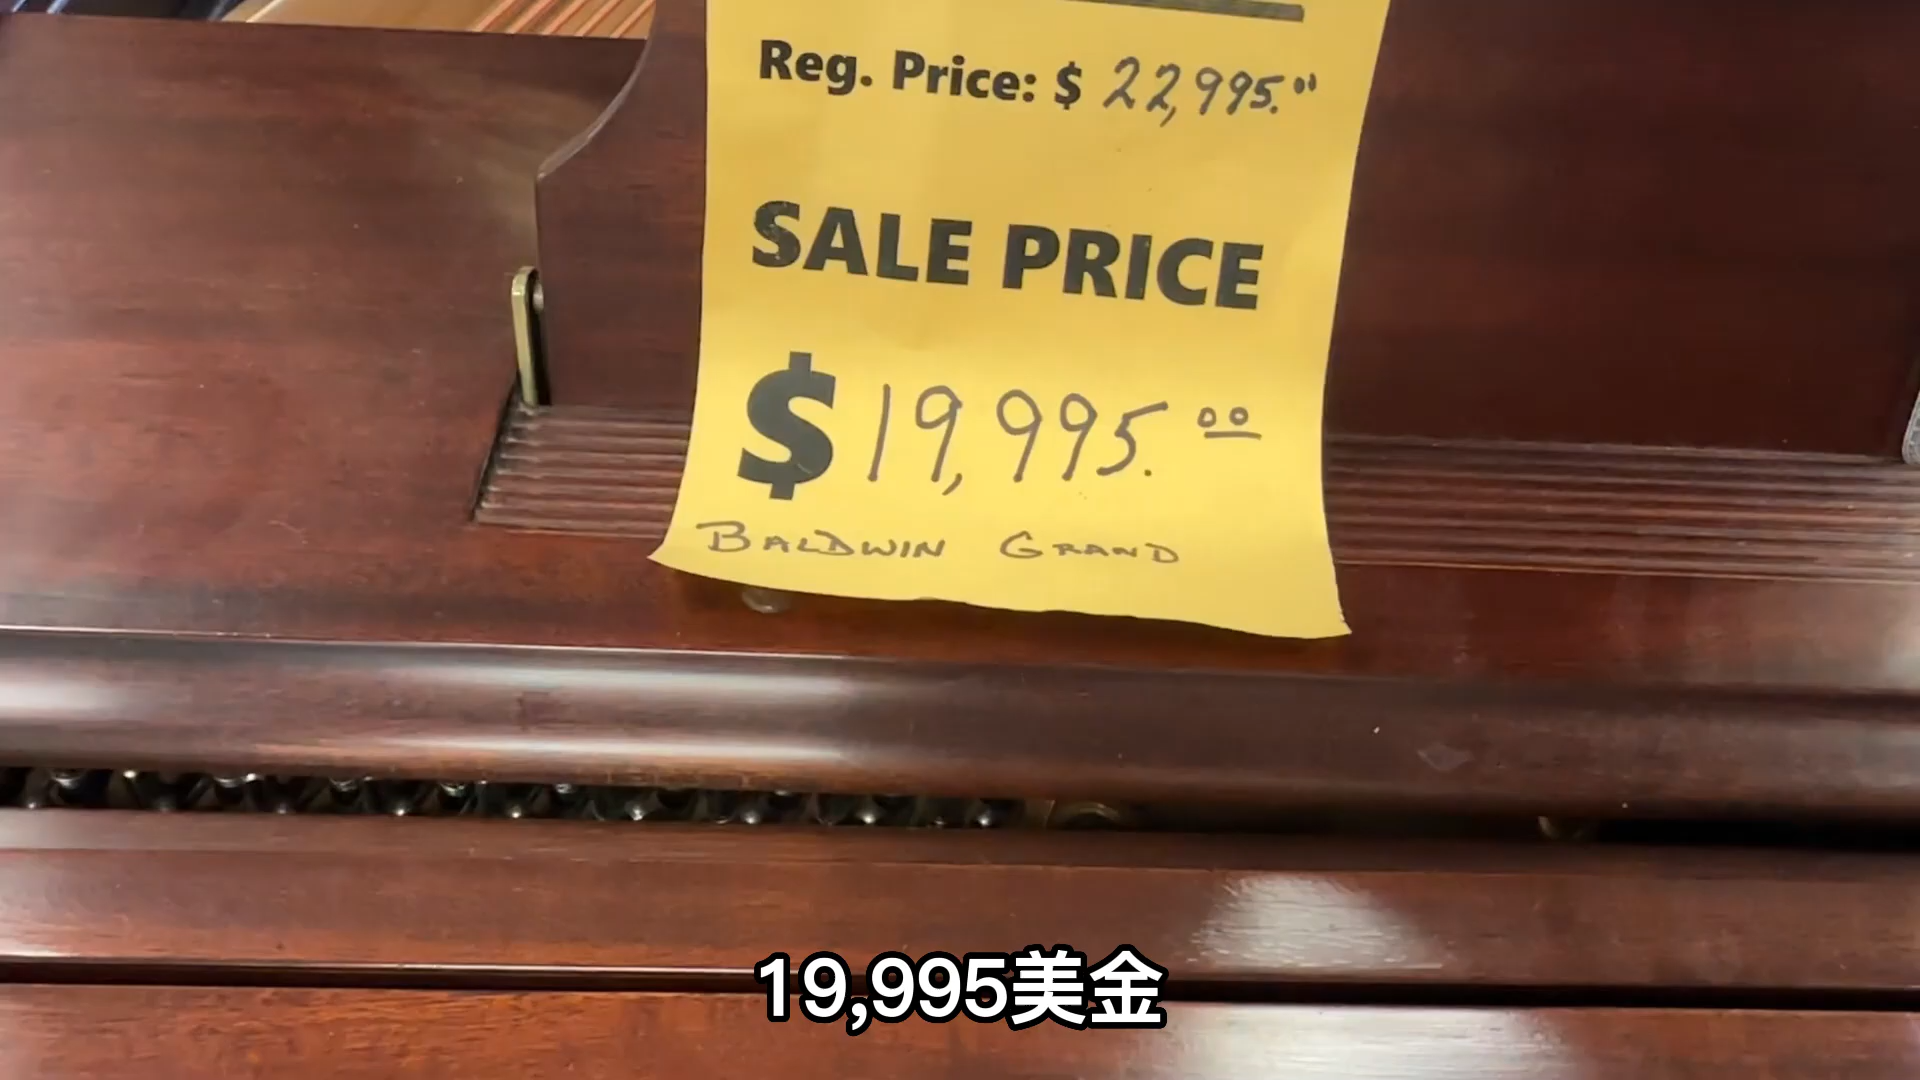 Reg. Price: $ 22,995.00
SALE PRICE
$19,995.00
BALDWIN GRAND
19,995美金